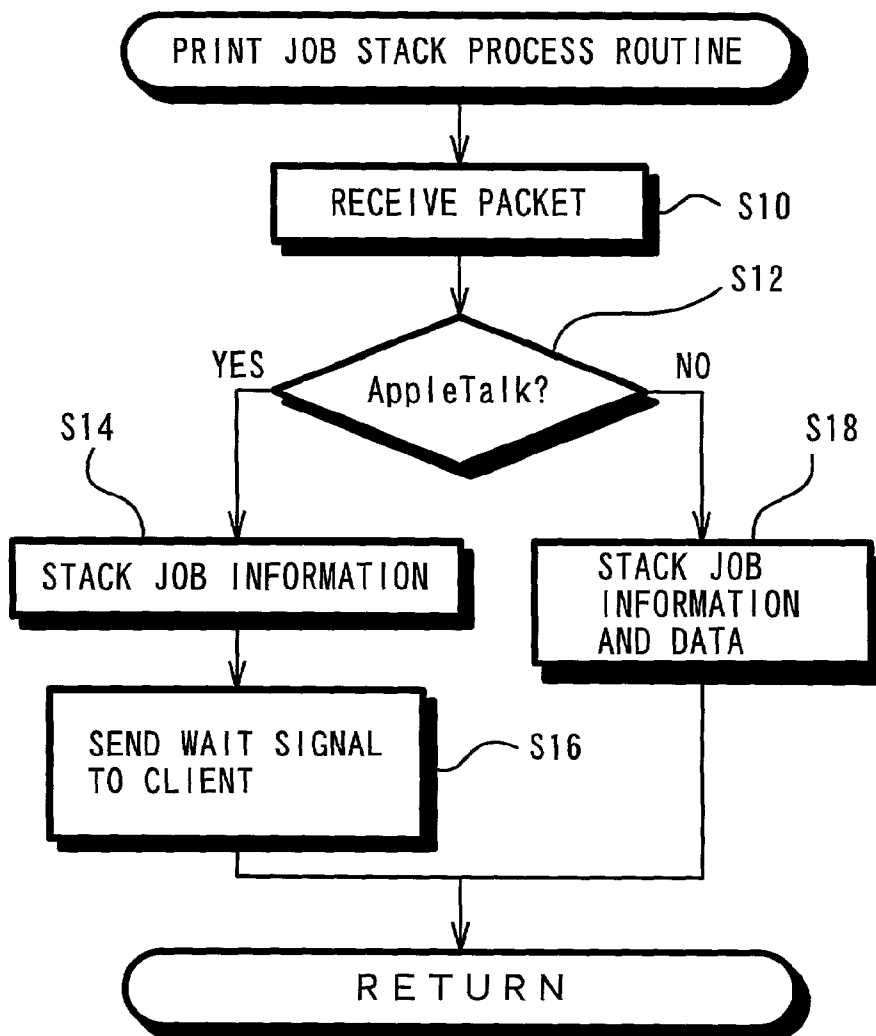 PRINT JOB STACK PROCESS ROUTINE
RECEIVE PACKET
S10
S12
YES
AppleTalk?
NO
S14
S18
STACK JOB INFORMATION
STACK JOB
INFORMATION
AND DATA
SEND WAIT SIGNAL
TO CLIENT
S16
RETURN